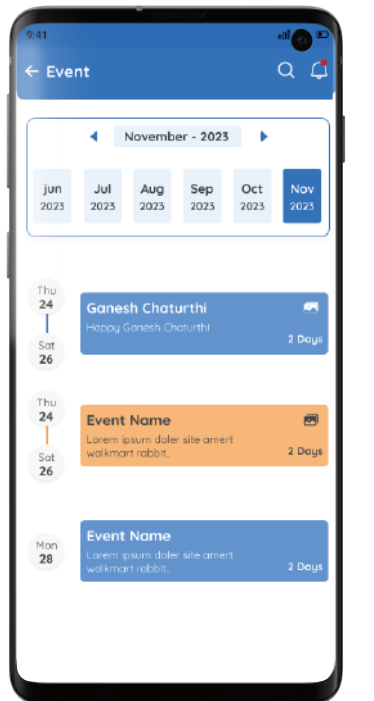 9:41
Event
November - 2023
jun
2023
Jul
2023
Aug
2023
Sep
2023
Oct
2023
Nov
2023
Thu
24
Sat
26
Ganesh Chaturthi
Happy Ganesh Chaturthi
2 Days
Thu
24
Sat
26
Event Name
Lorem ipsum doler site amert
walkmart rabbit..
2 Days
Mon
28
Event Name
Lorem ipsum doler site amert
walkmart rabbit..
2 Days